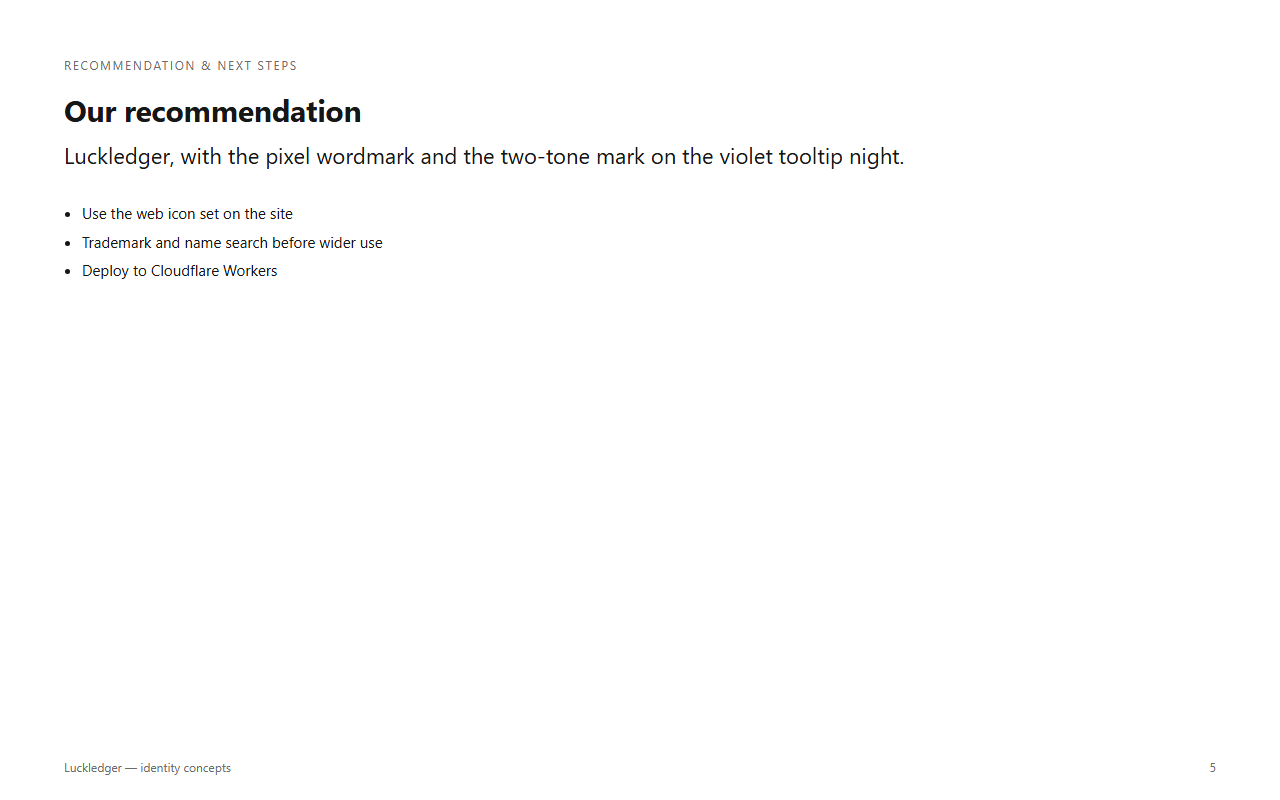 RECOMMENDATION & NEXT STEPS
Our recommendation
Luckledger, with the pixel wordmark and the two-tone mark on the violet tooltip night.
• Use the web icon set on the site
• Trademark and name search before wider use
• Deploy to Cloudflare Workers
Luckledger — identity concepts
5